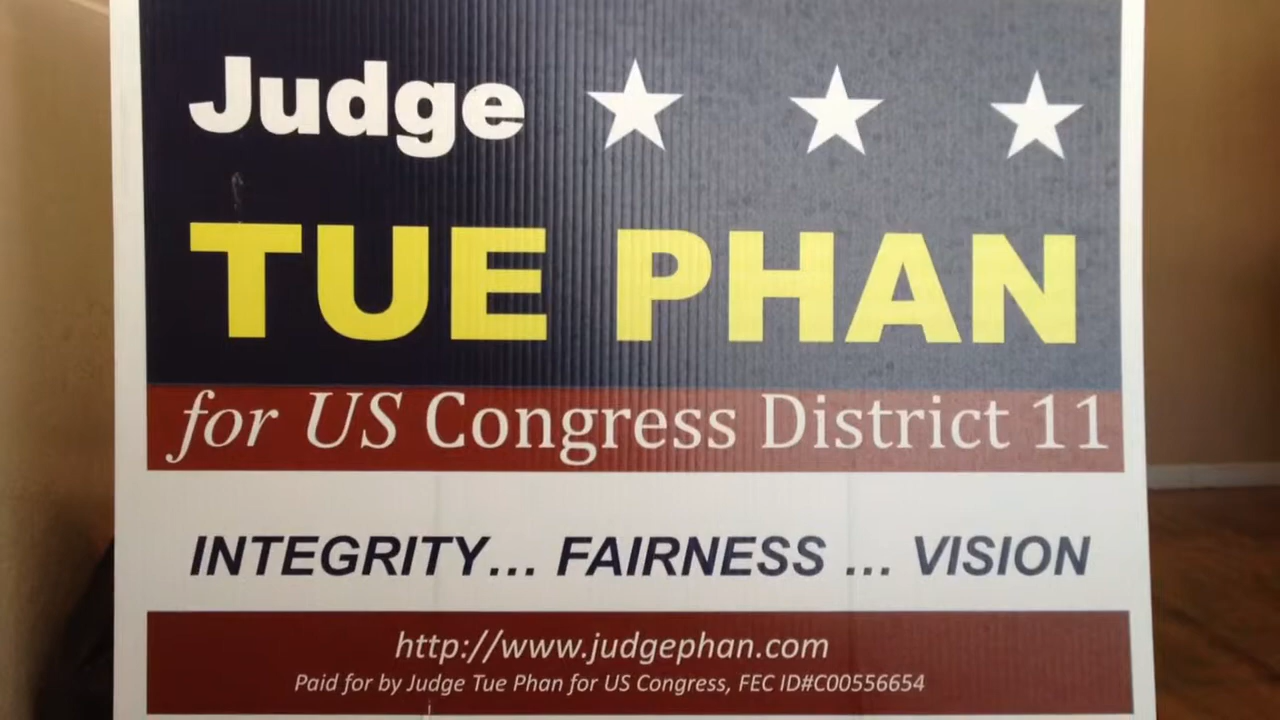 Judge
TUE PHAN
for US Congress District 11
INTEGRITY... FAIRNESS ... VISION
http://www.judgephan.com
Paid for by Judge Tue Phan for US Congress, FEC ID#C00556654